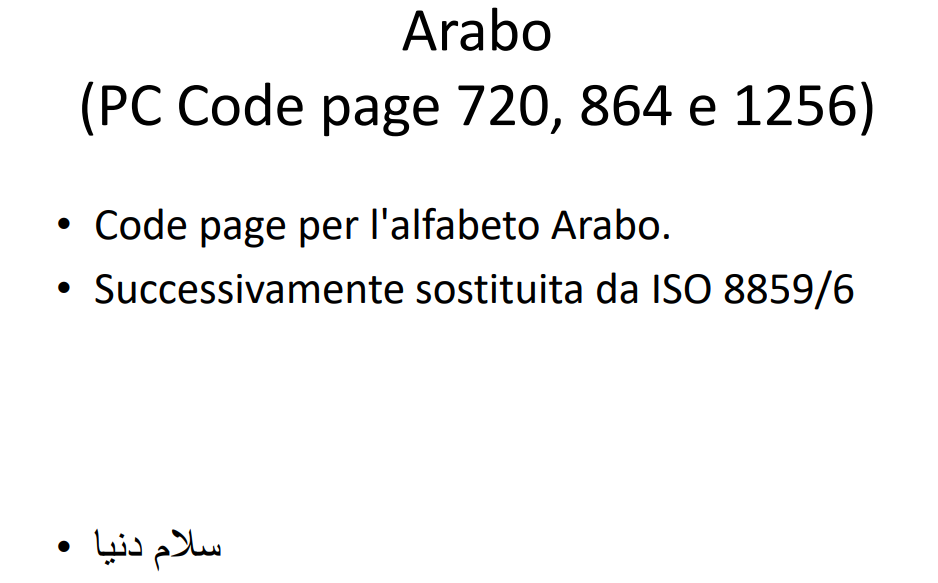 Arabo
(PC Code page 720, 864 e 1256)
• Code page per l'alfabeto Arabo.
• Successivamente sostituita da ISO 8859/6
• سلام دنیا